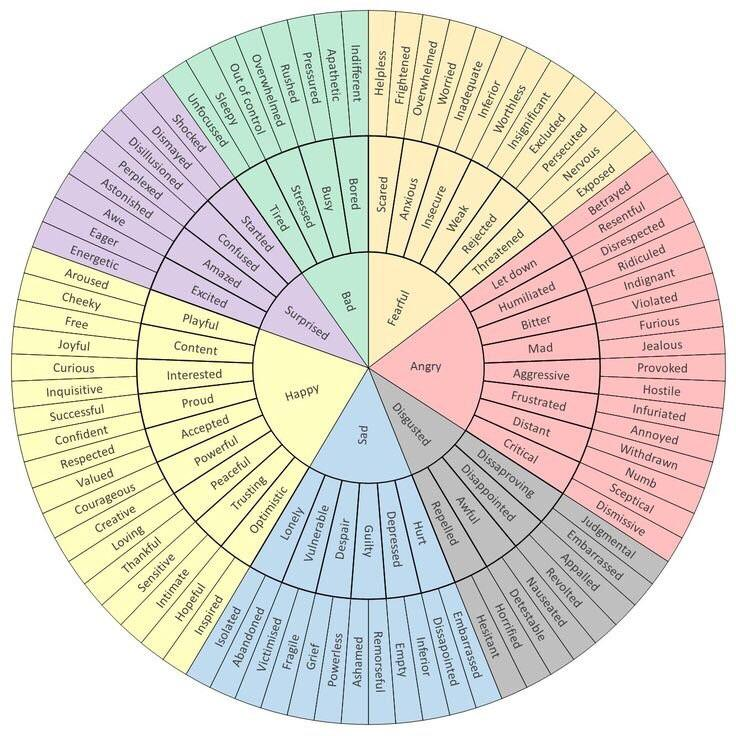 Fearful
Scared
Helpless
Frightened
Anxious
Overwhelmed
Worried
Insecure
Inadequate
Inferior
Weak
Worthless
Insignificant
Rejected
Excluded
Persecuted
Threatened
Nervous
Exposed
Angry
Let down
Betrayed
Resentful
Humiliated
Disrespected
Ridiculed
Bitter
Indignant
Violated
Mad
Furious
Jealous
Aggressive
Provoked
Hostile
Frustrated
Infuriated
Annoyed
Distant
Withdrawn
Numb
Critical
Sceptical
Dismissive
Disgusted
Dissaproving
Judgmental
Embarrassed
Disappointed
Appalled
Revolted
Awful
Nauseated
Detestable
Repelled
Horrified
Hesitant
Sad
Hurt
Embarrassed
Dissapointed
Depressed
Inferior
Empty
Guilty
Remorseful
Ashamed
Despair
Powerless
Grief
Vulnerable
Fragile
Victimised
Lonely
Abandoned
Isolated
Happy
Optimistic
Inspired
Hopeful
Trusting
Intimate
Sensitive
Peaceful
Thankful
Loving
Powerful
Creative
Courageous
Accepted
Valued
Respected
Proud
Confident
Successful
Interested
Inquisitive
Curious
Content
Joyful
Free
Playful
Cheeky
Aroused
Surprised
Excited
Energetic
Eager
Amazed
Awe
Astonished
Confused
Perplexed
Disillusioned
Startled
Dismayed
Shocked
Bad
Tired
Unfocussed
Sleepy
Stressed
Out of control
Overwhelmed
Busy
Rushed
Pressured
Bored
Apathetic
Indifferent